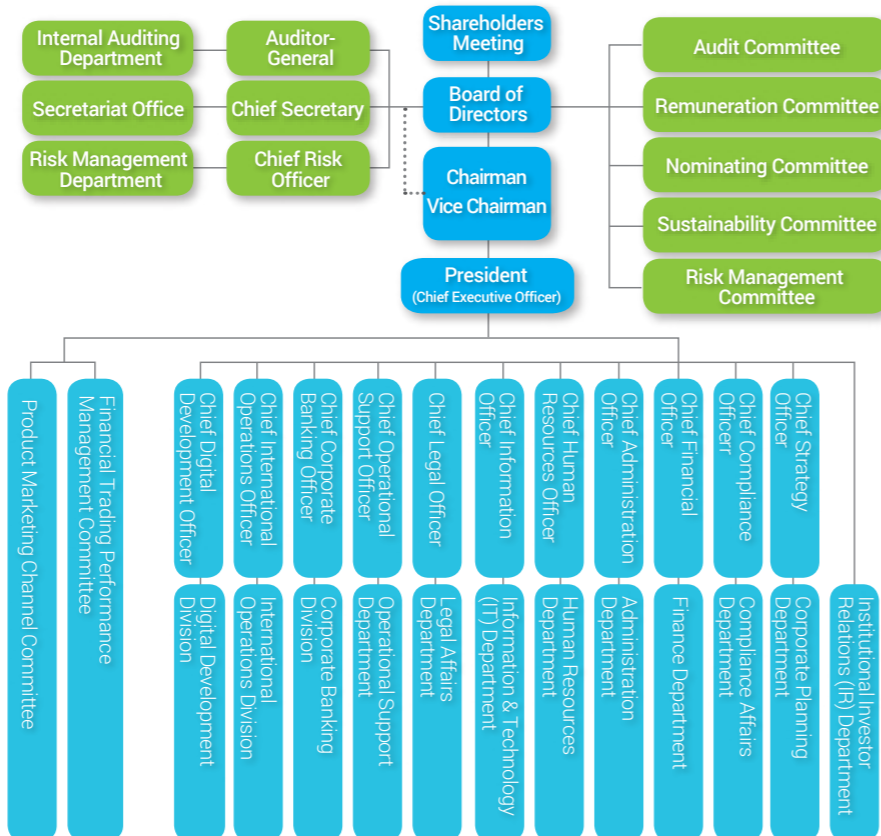 Shareholders
Meeting
Internal Auditing
Department
Auditor-
General
Audit Committee
Secretariat Office
Chief Secretary
Board of
Directors
Remuneration Committee
Risk Management
Department
Chief Risk
Officer
Chairman
Vice Chairman
Nominating Committee
Sustainability Committee
President
(Chief Executive Officer)
Risk Management
Committee
Product Marketing Channel Committee
Financial Trading Performance
Management Committee
Chief Digital
Development Officer
Chief International
Operations Officer
Chief Corporate
Banking Officer
Chief Operational
Support Officer
Chief Legal Officer
Chief Information
Officer
Chief Human
Resources Officer
Chief Administration
Officer
Chief Financial
Officer
Chief Compliance
Officerr
Chief Strategy
Officer
Digital Development
Division
International
Operations Division
Corporate Banking
Division
Operational Support
Department
Legal Affairs
Department
Information & Technology
(IT) Department
Human Resources
Department
Administration
Department
Finance Department
Compliance Affairs
Department
Corporate Planning
Department
Institutional Investor
Relations (IR) Department